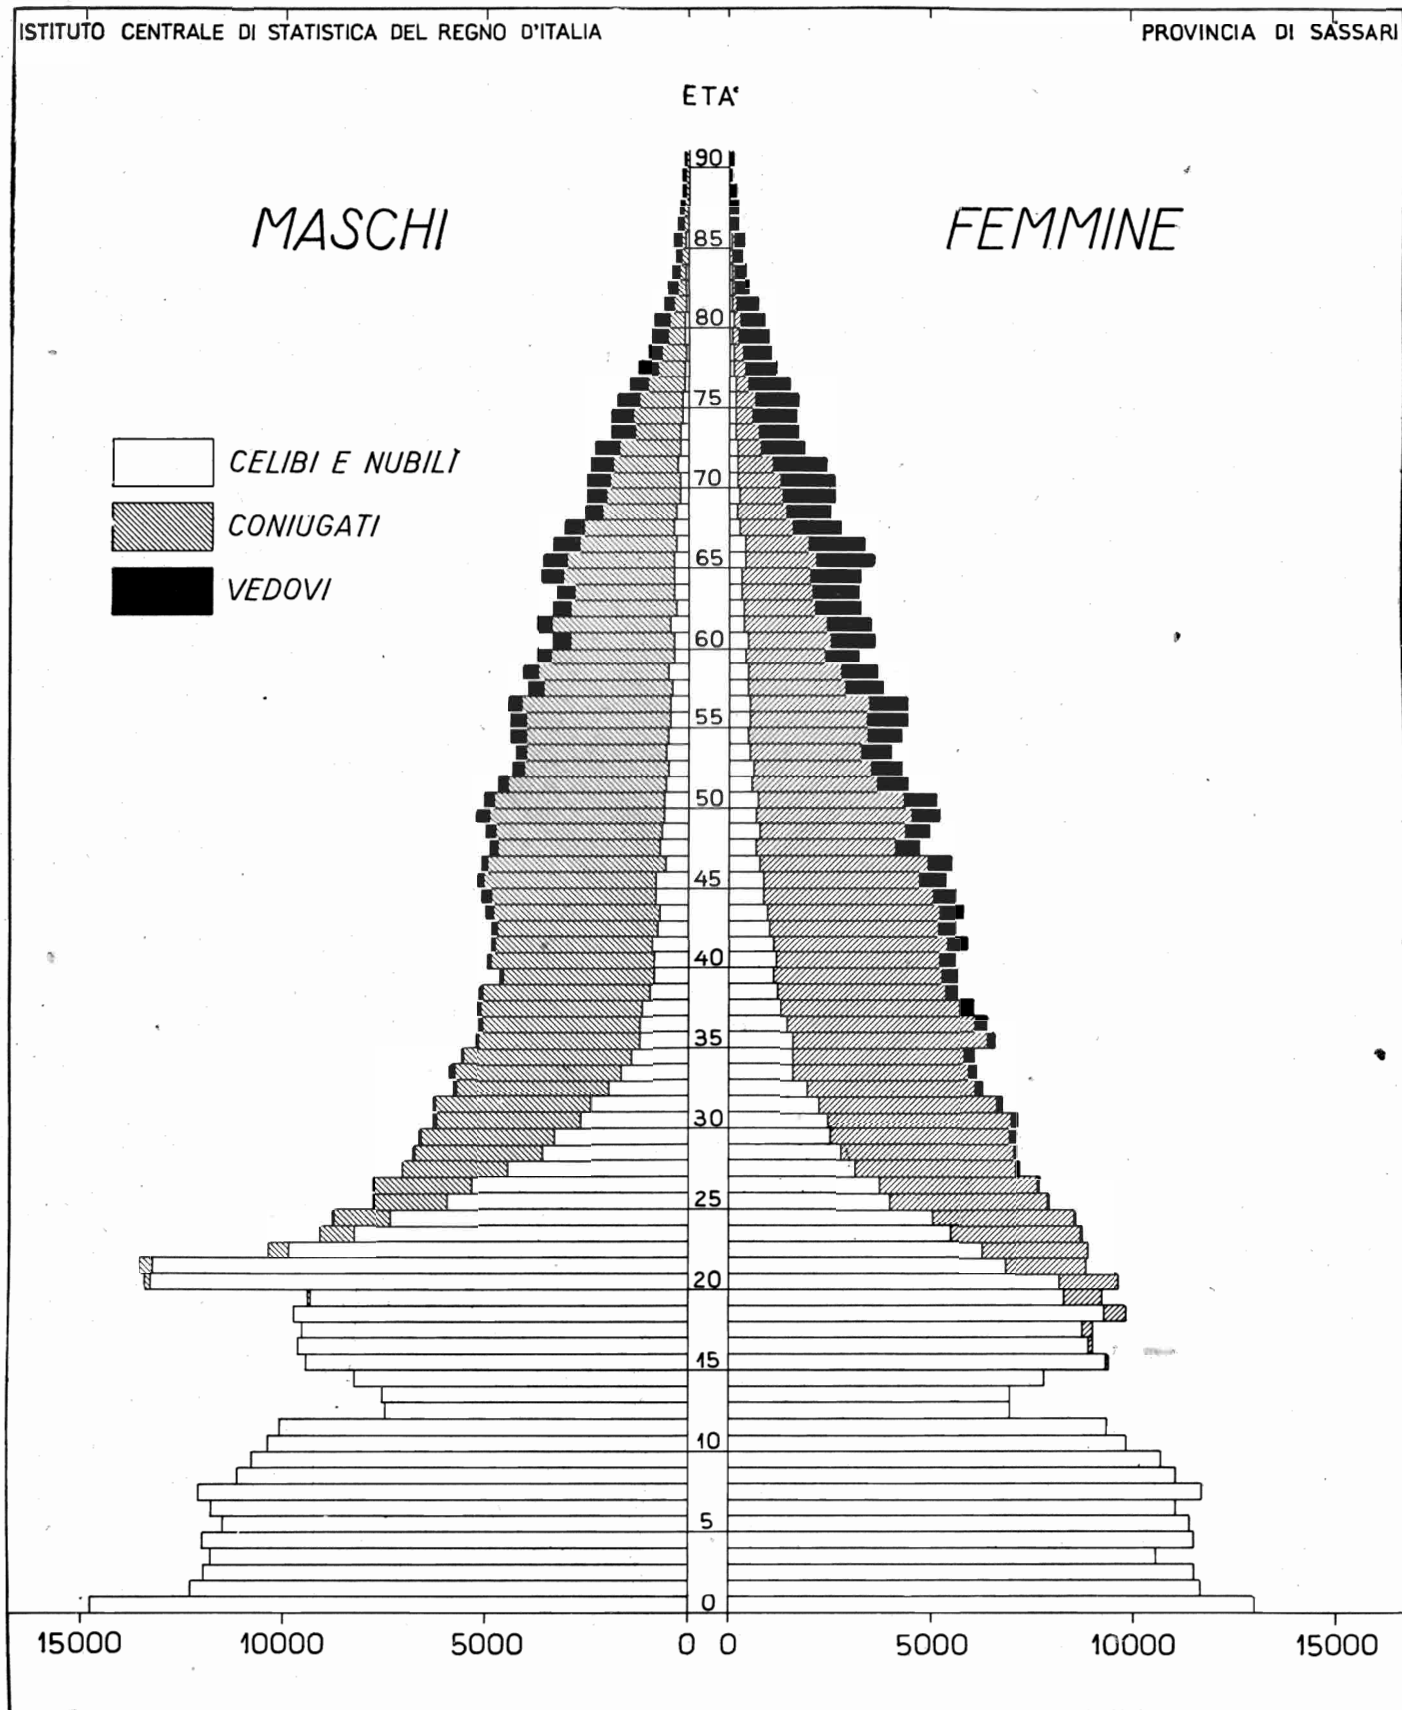 ISTITUTO CENTRALE DI STATISTICA DEL REGNO D'ITALIA PROVINCIA DI SASSARI
ETA'
90
MASCHI FEMMINE
85
80
75
CELIBI E NUBILI
70
CONIUGATI
65
VEDOVI
60
55
50
45
40
35
30
25
20
15
10
5
0
15000 10000 5000 0 0 5000 10000 15000